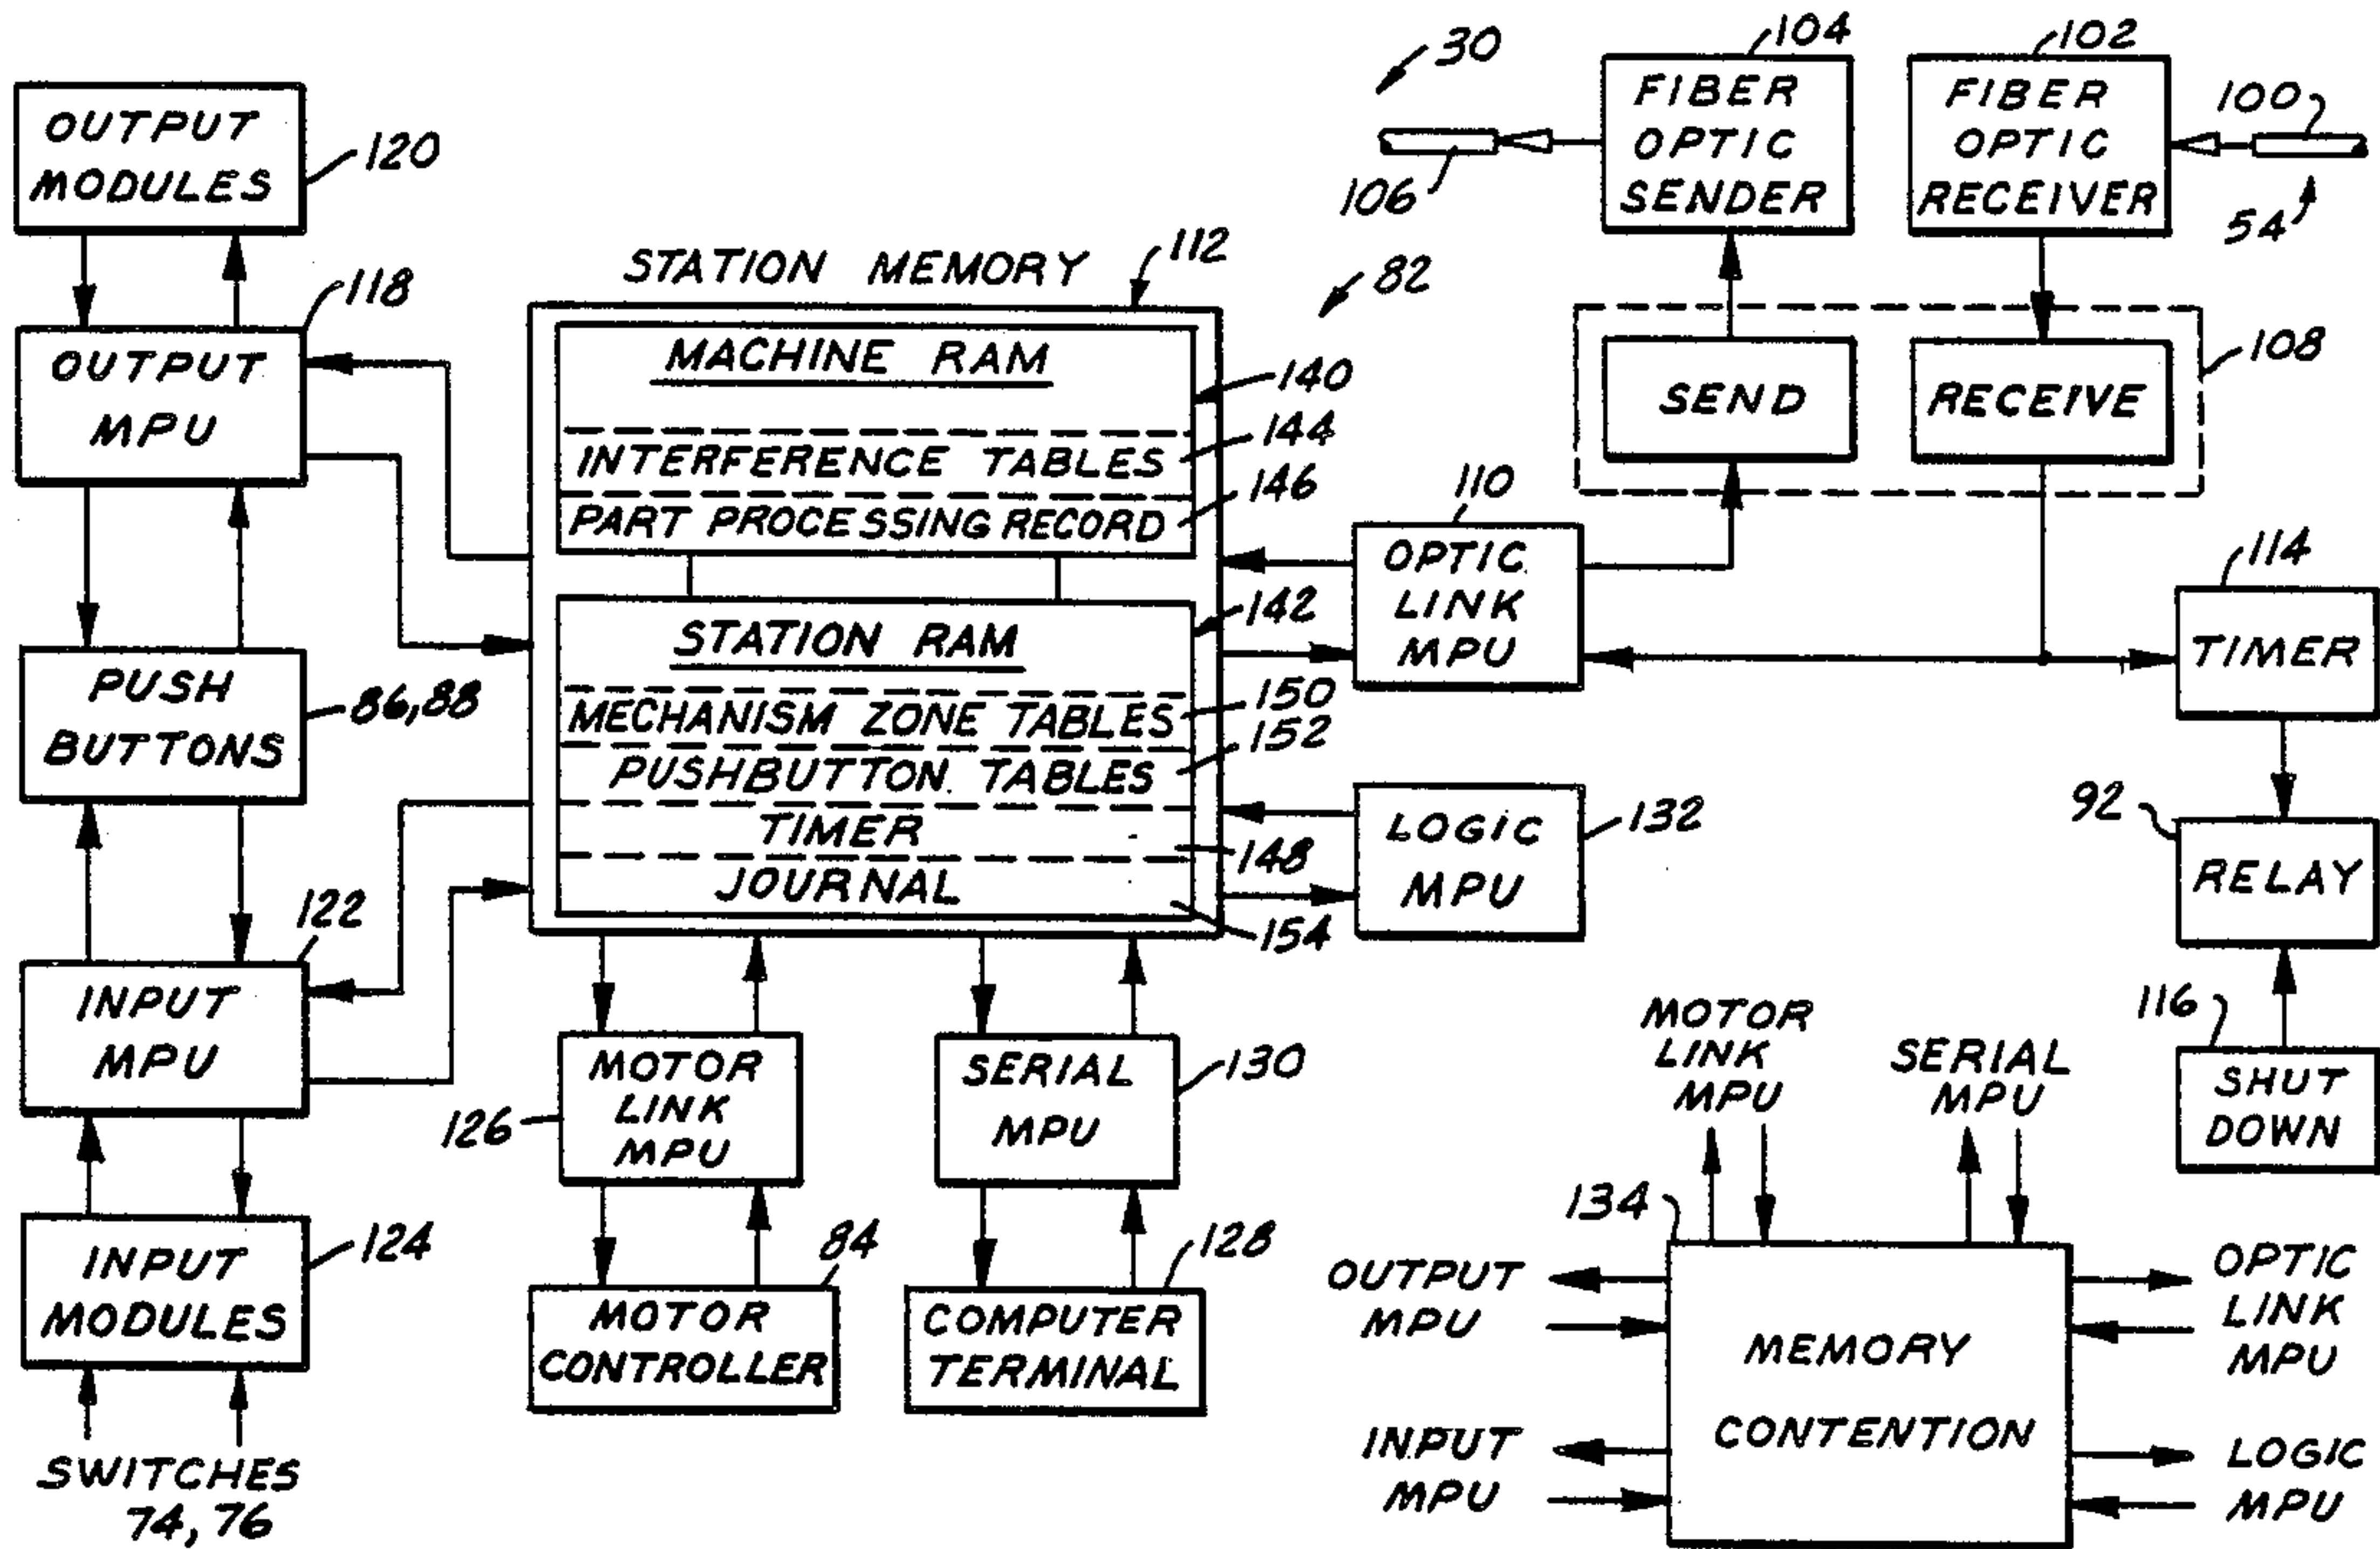 OUTPUT
MODULES
120
118
OUTPUT
MPU
PUSH
BUTTONS
86,88
122
INPUT
MPU
INPUT
MODULES
124
SWITCHES
74, 76
STATION MEMORY
112
82
MACHINE RAM
140
INTERFERENCE TABLES
144
PART PROCESSING RECORD
146
STATION RAM
142
MECHANISM ZONE TABLES
150
PUSHBUTTON TABLES
152
TIMER
148
JOURNAL
154
MOTOR
LINK
MPU
126
SERIAL
MPU
130
MOTOR
CONTROLLER
84
COMPUTER
TERMINAL
128
30
104
FIBER
OPTIC
SENDER
106
102
FIBER
OPTIC
RECEIVER
100
54
SEND
RECEIVE
108
110
OPTIC
LINK
MPU
LOGIC
MPU
132
114
TIMER
92
RELAY
116
SHUT
DOWN
MOTOR
LINK
MPU
SERIAL
MPU
134
MEMORY
CONTENTION
OUTPUT
MPU
INPUT
MPU
OPTIC
LINK
MPU
LOGIC
MPU